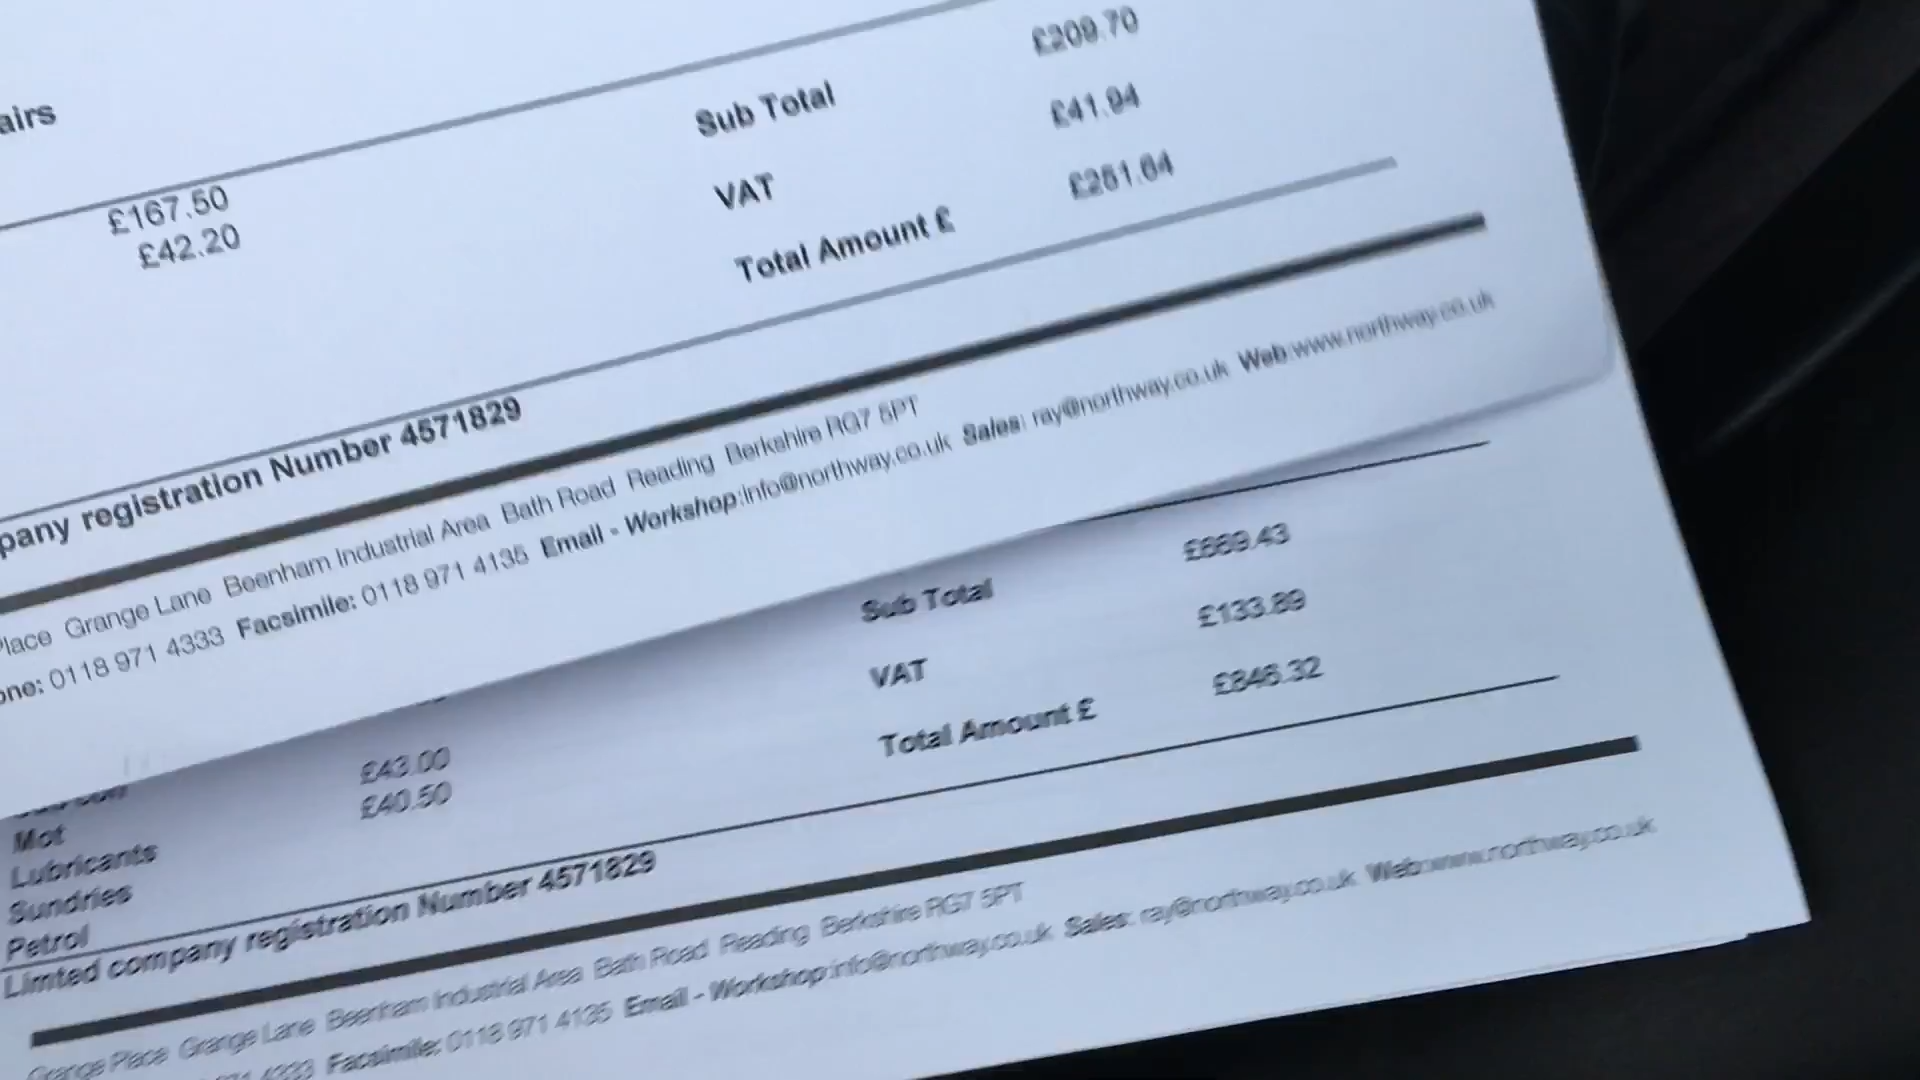 airs
£167.50
£42.20
Sub Total £209.70
VAT £41.94
Total Amount £ £251.64
pany registration Number 4571829
Place Grange Lane Beenham Industrial Area Bath Road Reading Berkshire RG7 5PT
one: 0118 971 4333 Facsimile: 0118 971 4135 Email - Workshop:info@northway.co.uk Sales: ray@northway.co.uk Web:www.northway.co.uk
Sub Total £669.43
VAT £133.89
Total Amount £ £846.32
£43.00
£40.50
Mot
Lubricants
Sundries
Petrol
Limted company registration Number 4571829
Grange Place Grange Lane Beenham Industrial Area Bath Road Reading Berkshire RG7 5PT
971 4333 Facsimile: 0118 971 4135 Email - Workshop:info@northway.co.uk Sales: ray@northway.co.uk Web:www.northway.co.uk